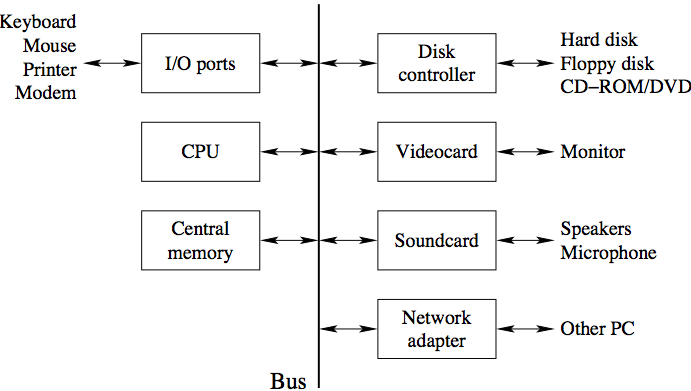 Keyboard
Mouse
Printer
Modem
I/O ports
Disk
controller
Hard disk
Floppy disk
CD−ROM/DVD
CPU
Videocard
Monitor
Central
memory
Soundcard
Speakers
Microphone
Network
adapter
Other PC
Bus